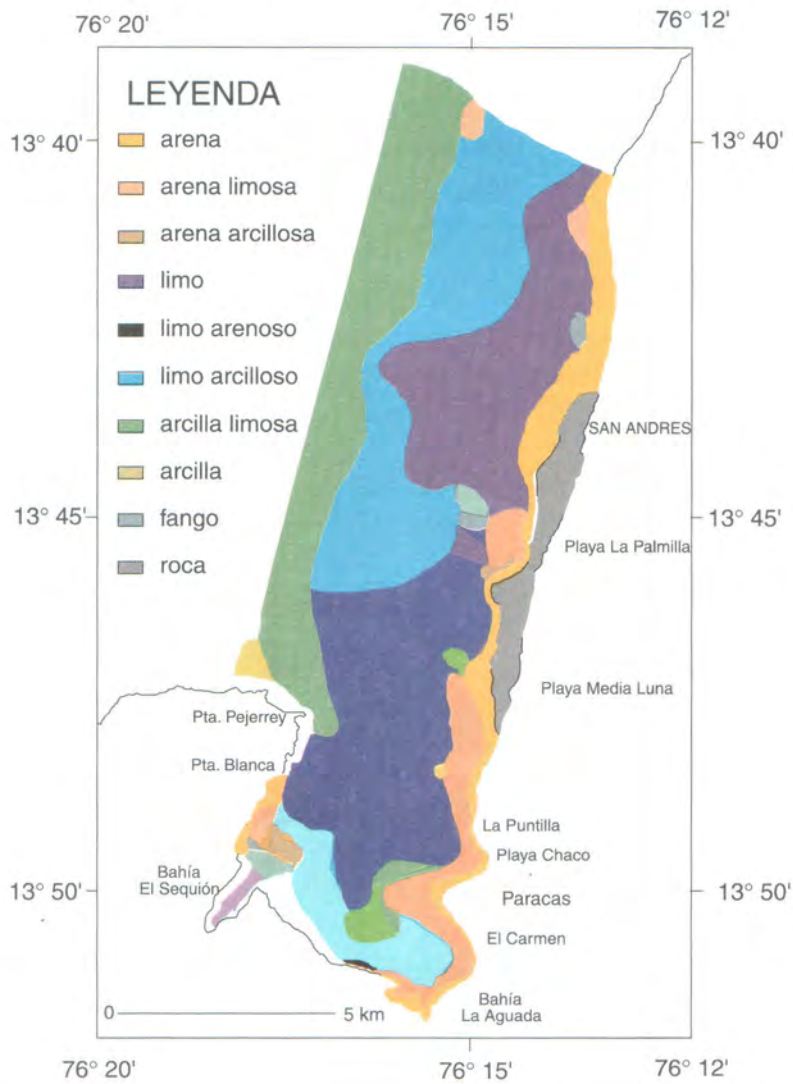 76° 20' 76° 15' 76° 12'
LEYENDA
arena
arena limosa
arena arcillosa
limo
limo arenoso
limo arcilloso
arcilla limosa
arcilla
fango
roca
13° 40' 13° 40'
SAN ANDRES
13° 45' 13° 45'
Playa La Palmilla
Playa Media Luna
Pta. Pejerrey
Pta. Blanca
La Puntilla
Playa Chaco
Bahía
El Sequión
13° 50' 13° 50'
Paracas
El Carmen
Bahía
La Aguada
0 5 km
76° 20' 76° 15' 76° 12'